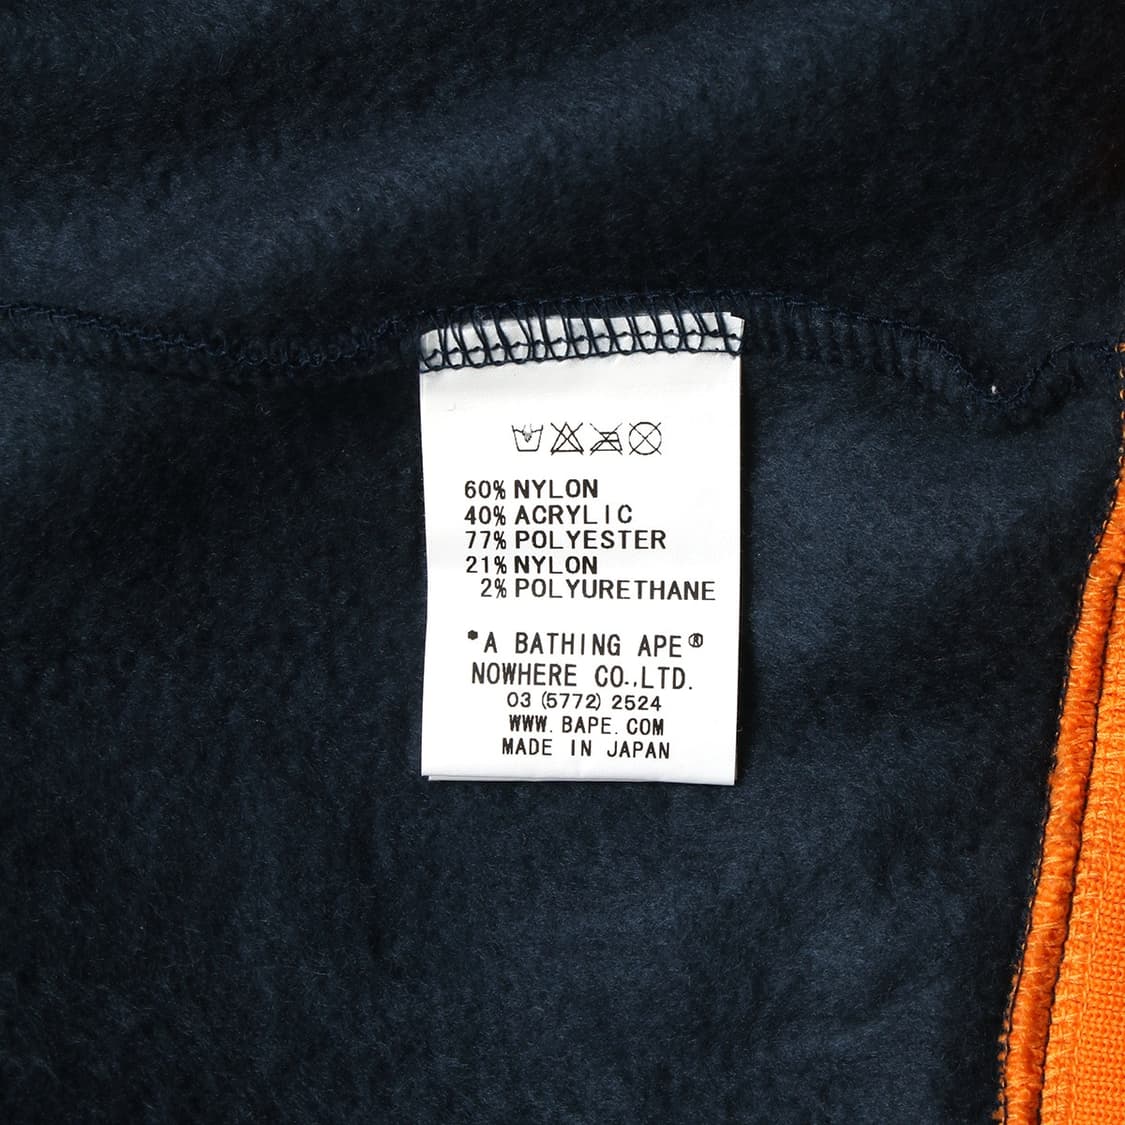 60% NYLON
40% ACRYLIC
77% POLYESTER
21% NYLON
2% POLYURETHANE
*A BATHING APE®
NOWHERE CO.,LTD.
03 (5772) 2524
WWW. BAPE. COM
MADE IN JAPAN